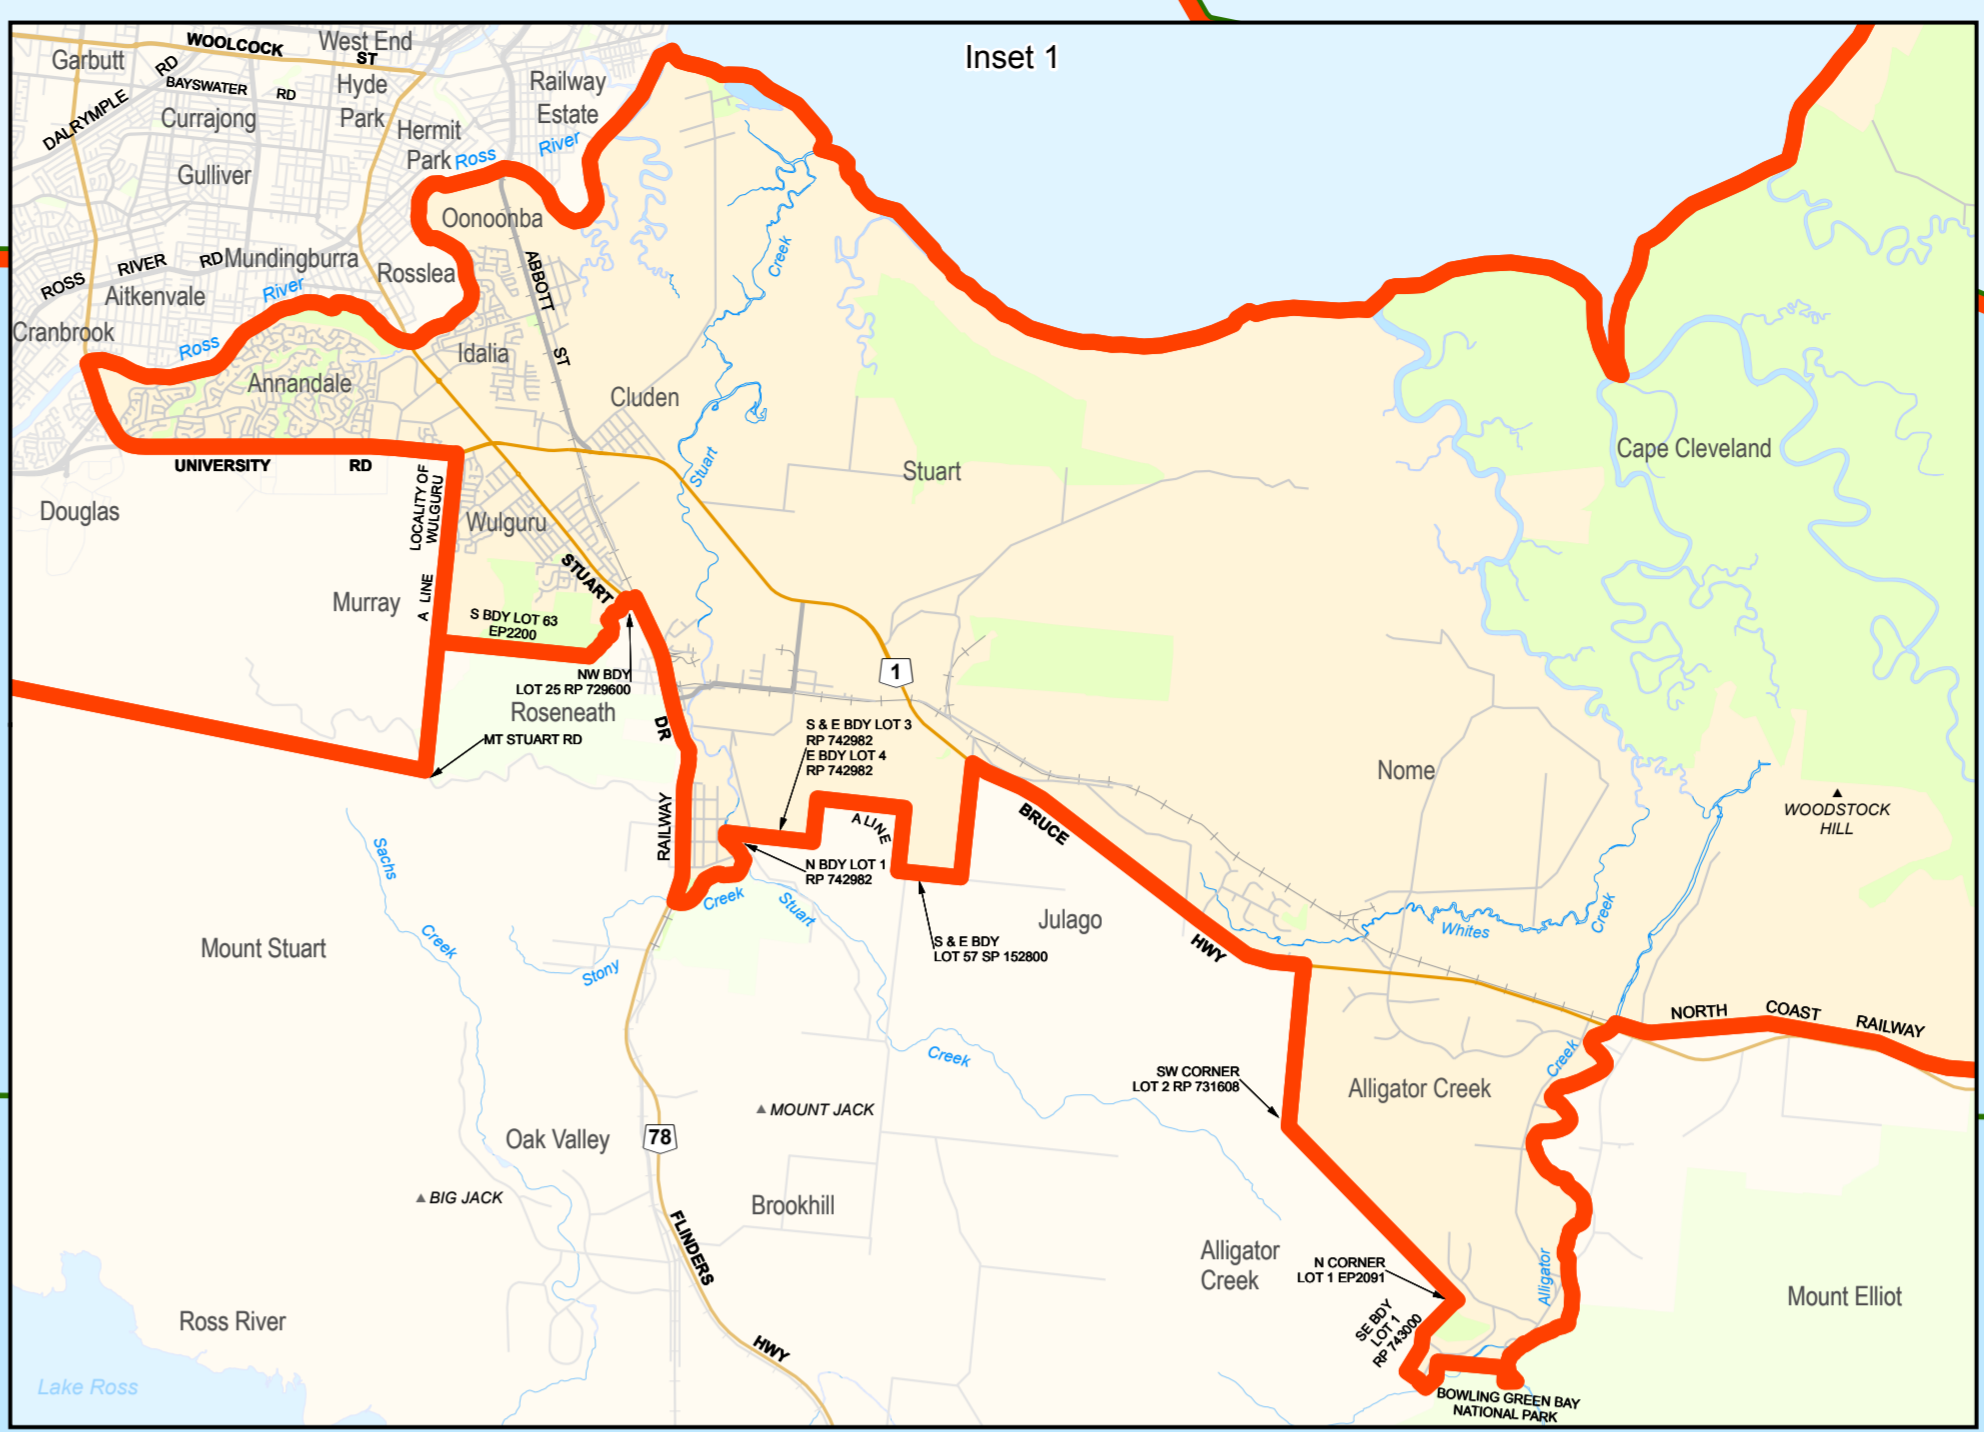 Inset 1
WOOLCOCK
ST
West End
Garbutt
RD
DALRYMPLE
BAYSWATER RD
Hyde
Park
Currajong
Railway
Estate
Hermit
Park
Ross
River
Gulliver
Oonoonba
ROSS RIVER RD
Mundingburra
Rosslea
River
Aitkenvale
Cranbrook
Ross
ABBOTT
ST
Idalia
Annandale
Cluden
Creek
Stuart
Stuart
Cape Cleveland
UNIVERSITY RD
LOCALITY OF
WULGURU
A LINE
Douglas
Wulguru
STUART
Murray
S BDY LOT 63
EP2200
NW BDY
LOT 25 RP 729600
Roseneath
MT STUART RD
DR
1
S & E BDY LOT 3
RP 742982
E BDY LOT 4
RP 742982
A LINE
RAILWAY
N BDY LOT 1
RP 742982
BRUCE
Nome
WOODSTOCK
HILL
Sachs
Creek
Creek
Stuart
Julago
S & E BDY
LOT 57 SP 152800
HWY
Whites
Creek
Mount Stuart
Stony
Creek
NORTH COAST RAILWAY
Creek
SW CORNER
LOT 2 RP 731608
Alligator Creek
MOUNT JACK
Oak Valley
78
BIG JACK
Brookhill
FLINDERS
Alligator
Creek
N CORNER
LOT 1 EP2091
Alligator
Mount Elliot
SE BDY
LOT 1
RP 743000
Ross River
HWY
Lake Ross
BOWLING GREEN BAY
NATIONAL PARK